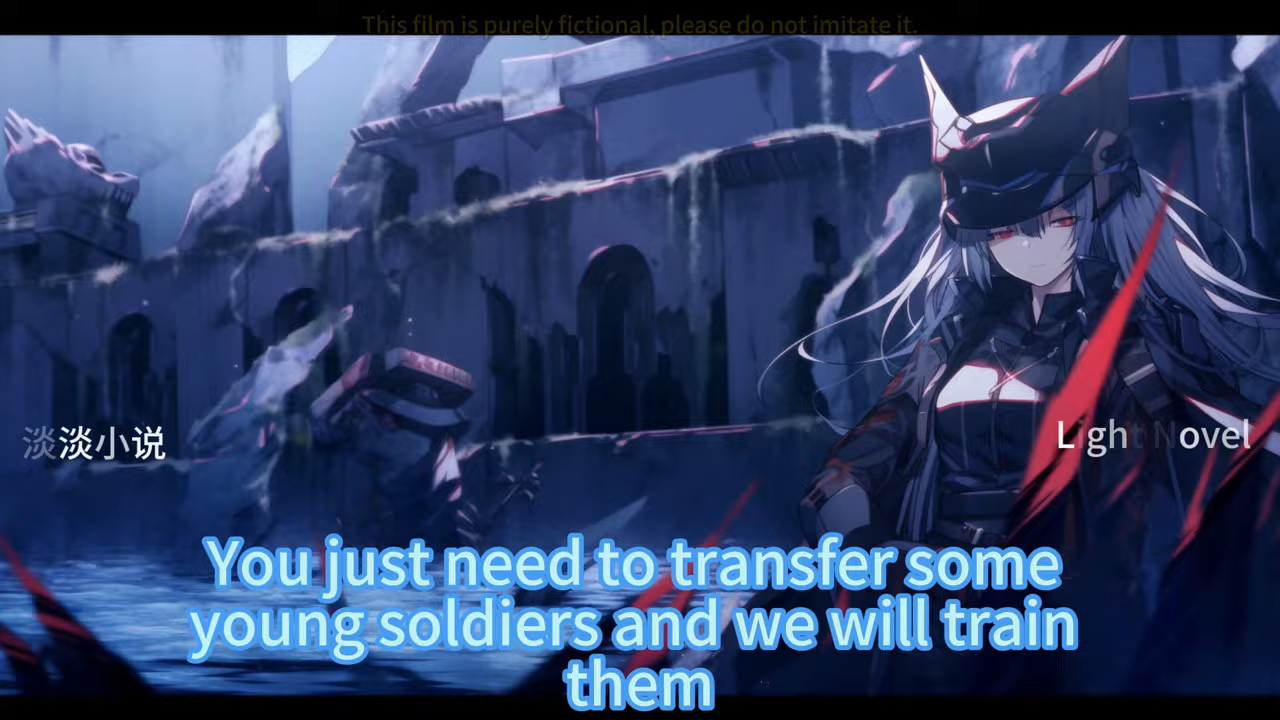 This film is purely fictional, please do not imitate it.
淡淡小说
Light Novel
You just need to transfer some
young soldiers and we will train
them